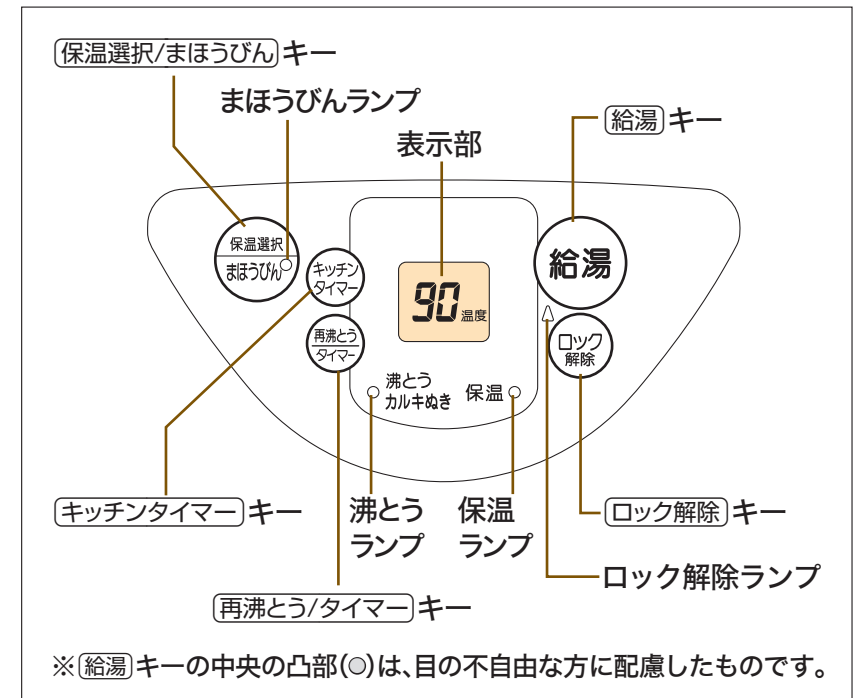 保温選択/まほうびん キー
まほうびんランプ
表示部
給湯 キー
保温選択
まほうびん
キッチン
タイマー
再沸とう
タイマー
90 温度
給湯
ロック
解除
沸とう
カルキぬき
保温
キッチンタイマー キー
沸とう
ランプ
保温
ランプ
ロック解除 キー
ロック解除ランプ
再沸とう/タイマー キー
※給湯キーの中央の凸部(○)は、目の不自由な方に配慮したものです。